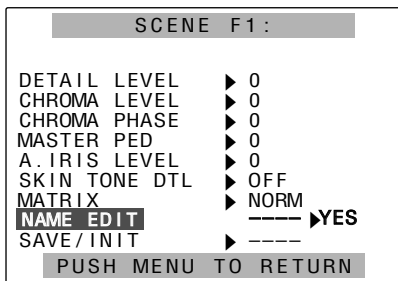 SCENE F1:
DETAIL LEVEL ▶ 0
CHROMA LEVEL ▶ 0
CHROMA PHASE ▶ 0
MASTER PED ▶ 0
A. IRIS LEVEL ▶ 0
SKIN TONE DTL ▶ OFF
MATRIX ▶ NORM
NAME EDIT ---- ▶YES
SAVE/INIT ▶ ----
PUSH MENU TO RETURN